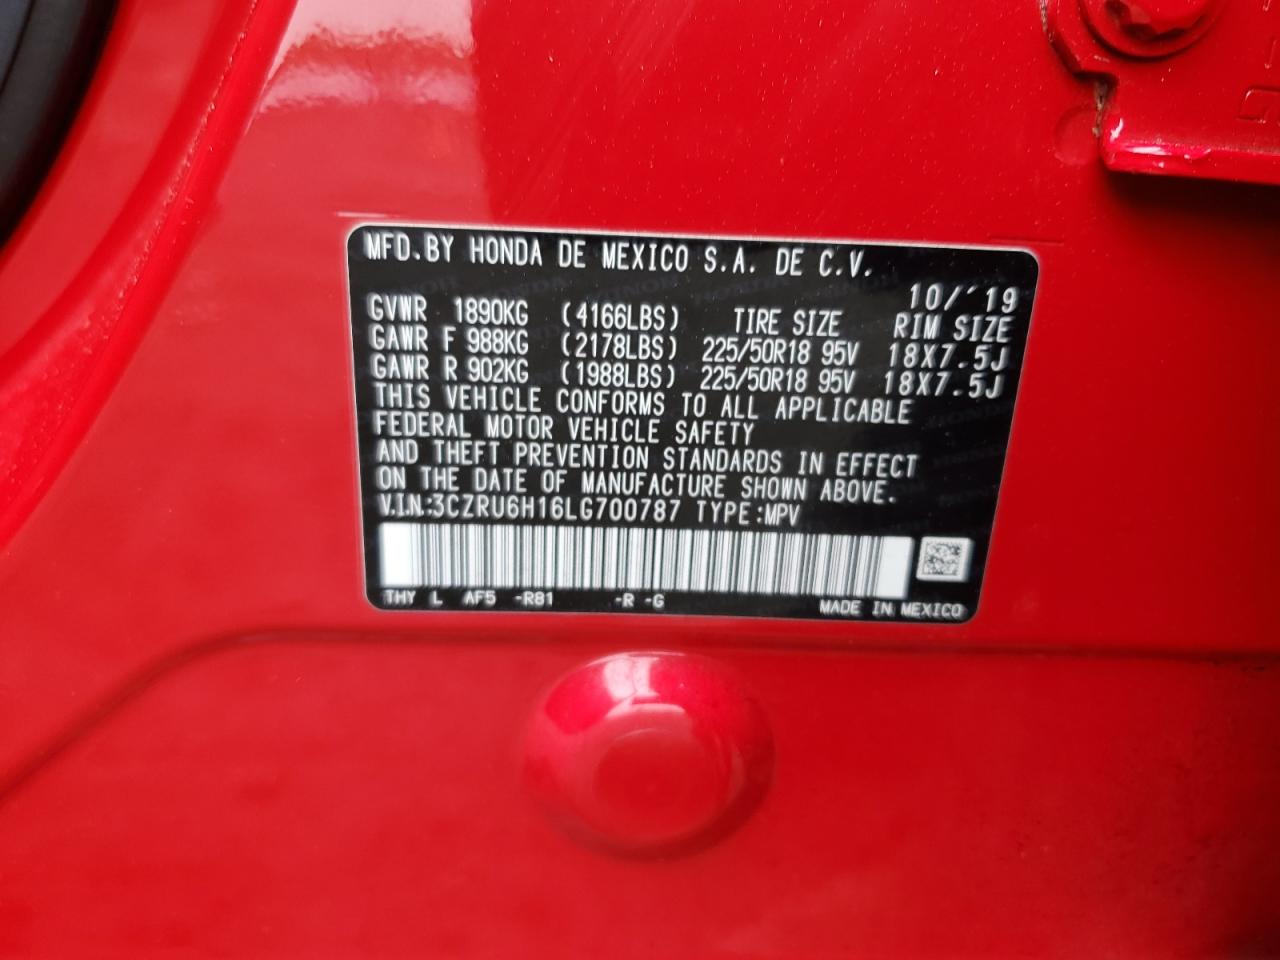 MFD.BY HONDA DE MEXICO S.A. DE C.V.
10/'19
GVWR 1890KG (4166LBS) TIRE SIZE RIM SIZE
GAWR F 988KG (2178LBS) 225/50R18 95V 18X7.5J
GAWR R 902KG (1988LBS) 225/50R18 95V 18X7.5J
THIS VEHICLE CONFORMS TO ALL APPLICABLE
FEDERAL MOTOR VEHICLE SAFETY
AND THEFT PREVENTION STANDARDS IN EFFECT
ON THE DATE OF MANUFACTURE SHOWN ABOVE.
V.I.N.:3CZRU6H16LG700787 TYPE:MPV
THY L AF5 -R81 -R -G MADE IN MEXICO